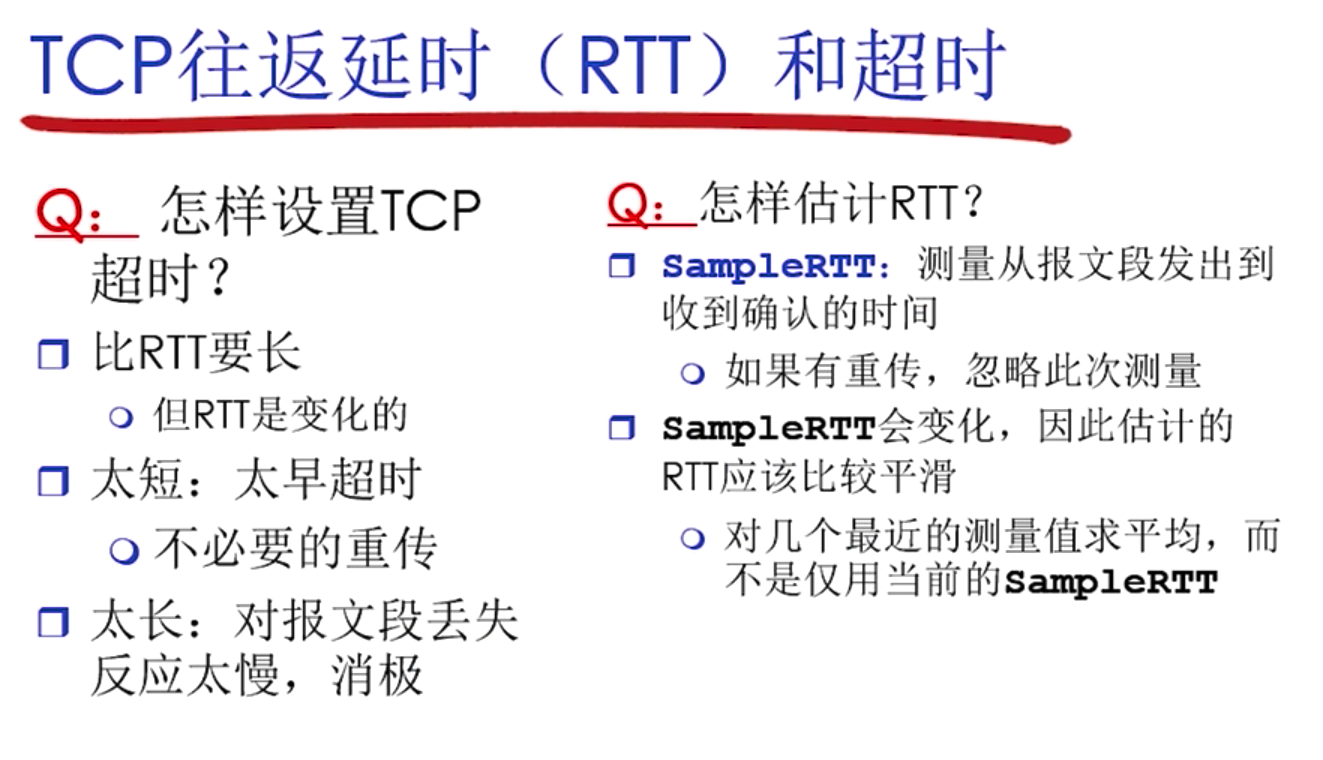 TCP往返延时（RTT）和超时
Q： 怎样设置TCP
超时？
比RTT要长
但RTT是变化的
太短：太早超时
不必要的重传
太长：对报文段丢失
反应太慢，消极
Q：怎样估计RTT？
SampleRTT：测量从报文段发出到
收到确认的时间
如果有重传，忽略此次测量
SampleRTT会变化，因此估计的
RTT应该比较平滑
对几个最近的测量值求平均，而
不是仅用当前的SampleRTT